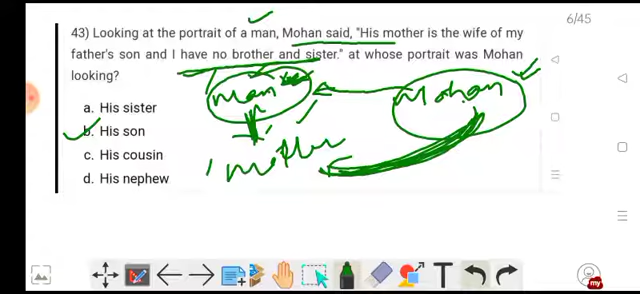 6/45
43) Looking at the portrait of a man, Mohan said, "His mother is the wife of my
father's son and I have no brother and sister." at whose portrait was Mohan
looking?
man
Mohan
a. His sister
b. His son
mother
c. His cousin
d. His nephew
T
my